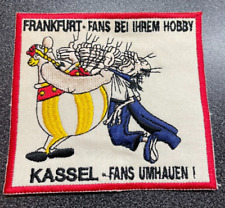 FRANKFURT - FANS BEI IHREM HOBBY
KASSEL - FANS UMHAUEN !